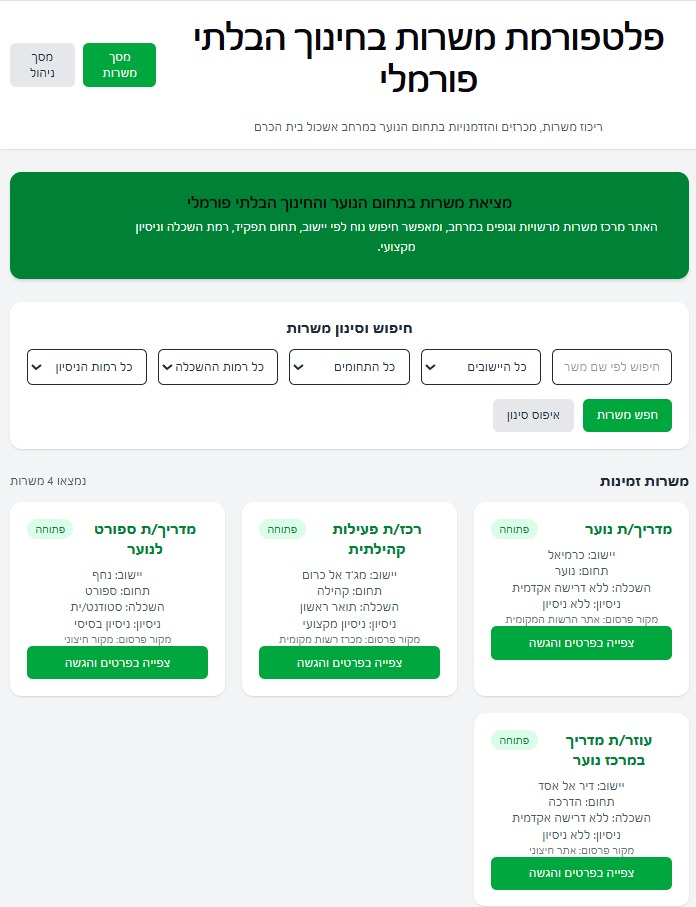 פלטפורמת משרות בחינוך הבלתי
פורמלי
ריכוז משרות, מכרזים והזדמנויות בתחום הנוער במרחב אשכול בית הכרם
מסך
משרות
מסך
ניהול
מציאת משרות בתחום הנוער והחינוך הבלתי פורמלי
האתר מרכז משרות מרשויות וגופים במרחב, ומאפשר חיפוש נוח לפי יישוב, תחום תפקיד, רמת השכלה וניסיון
מקצועי.
חיפוש וסינון משרות
חיפוש לפי שם משר
כל היישובים
כל התחומים
כל רמות ההשכלה
כל רמות הניסיון
חפש משרות
איפוס סינון
משרות זמינות
נמצאו 4 משרות
מדריך/ת נוער
פתוחה
יישוב: כרמיאל
תחום: נוער
השכלה: ללא דרישה אקדמית
ניסיון: ללא ניסיון
מקור פרסום: אתר הרשות המקומית
צפייה בפרטים והגשה
רכז/ת פעילות
קהילתית
פתוחה
יישוב: מג'ד אל כרום
תחום: קהילה
השכלה: תואר ראשון
ניסיון: ניסיון מקצועי
מקור פרסום: מכרז רשות מקומית
צפייה בפרטים והגשה
מדריך/ת ספורט
לנוער
פתוחה
יישוב: נחף
תחום: ספורט
השכלה: סטודנט/ית
ניסיון: ניסיון בסיסי
מקור פרסום: מקור חיצוני
צפייה בפרטים והגשה
עוזר/ת מדריך
במרכז נוער
פתוחה
יישוב: דיר אל אסד
תחום: הדרכה
השכלה: ללא דרישה אקדמית
ניסיון: ללא ניסיון
מקור פרסום: אתר חיצוני
צפייה בפרטים והגשה